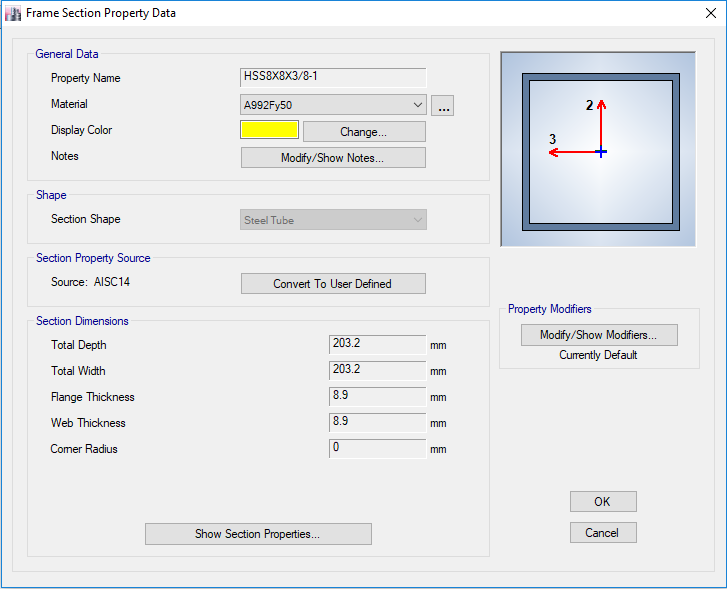 Frame Section Property Data
General Data
Property Name HSS8X8X3/8-1
Material A992Fy50 ...
Display Color Change...
Notes Modify/Show Notes...
Shape
Section Shape Steel Tube
Section Property Source
Source: AISC14 Convert To User Defined
Section Dimensions
Total Depth 203.2 mm
Total Width 203.2 mm
Flange Thickness 8.9 mm
Web Thickness 8.9 mm
Corner Radius 0 mm
Show Section Properties...
2
3
Property Modifiers
Modify/Show Modifiers...
Currently Default
OK
Cancel